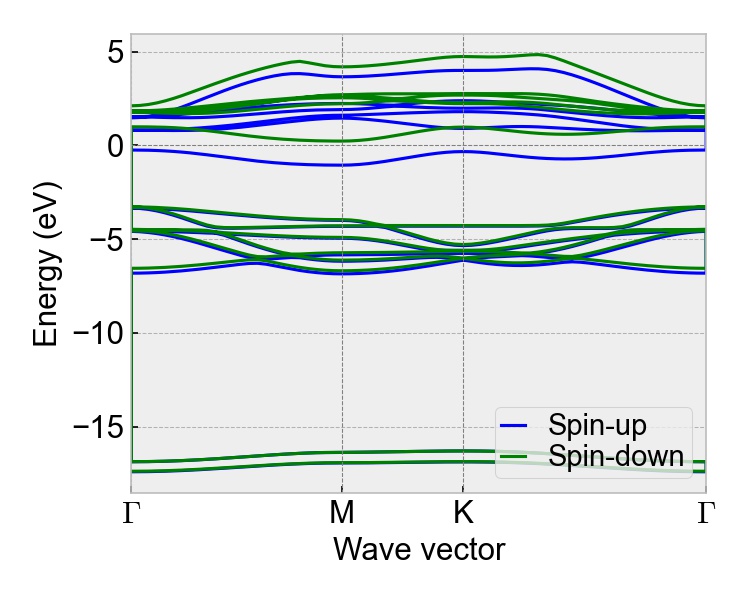 Energy (eV)
5
0
−5
−10
−15
Spin-up
Spin-down
Γ M K Γ
Wave vector